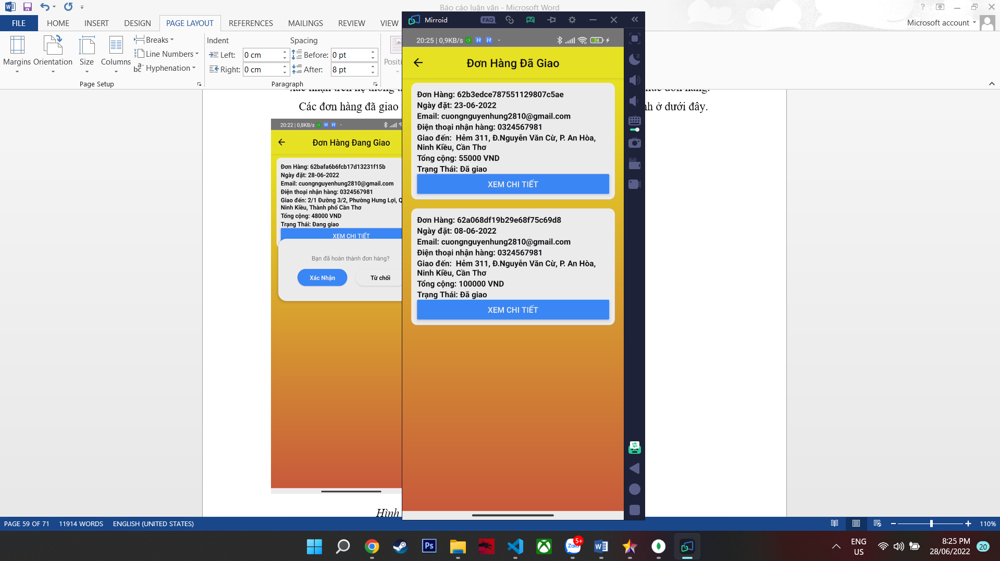 Báo cáo luận văn - Microsoft Word
FILE
HOME
INSERT
DESIGN
PAGE LAYOUT
REFERENCES
MAILINGS
REVIEW
VIEW
Microsoft account
Margins
Orientation
Size
Columns
Breaks
Line Numbers
Hyphenation
Page Setup
Indent
Left: 0 cm
Right: 0 cm
Spacing
Before: 0 pt
After: 8 pt
Paragraph
Các đơn hàng đã giao
ở dưới đây.
20:22 | 0,8KB/s
Đơn Hàng Đang Giao
Đơn Hàng: 62bafa6b6fcb17d13231f15b
Ngày đặt: 28-06-2022
Email: cuongnguyenhung2810@gmail.com
Điện thoại nhận hàng: 0324567981
Giao đến: 2/1 Đường 3/2, Phường Hưng Lợi, Q
Ninh Kiều, Thành phố Cần Thơ
Tổng cộng: 48000 VND
Trạng Thái: Đang giao
XEM CHI TIẾT
Bạn đã hoàn thành đơn hàng?
Xác Nhận
Từ chối
Hình
Mirroid
FAQ
20:25 | 0,9KB/s
74
Đơn Hàng Đã Giao
Đơn Hàng: 62b3edce787551129807c5ae
Ngày đặt: 23-06-2022
Email: cuongnguyenhung2810@gmail.com
Điện thoại nhận hàng: 0324567981
Giao đến:  Hẻm 311, Đ.Nguyễn Văn Cừ, P. An Hòa,
Ninh Kiều, Cần Thơ
Tổng cộng: 55000 VND
Trạng Thái: Đã giao
XEM CHI TIẾT
Đơn Hàng: 62a068df19b29e68f75c69d8
Ngày đặt: 08-06-2022
Email: cuongnguyenhung2810@gmail.com
Điện thoại nhận hàng: 0324567981
Giao đến:  Hẻm 311, Đ.Nguyễn Văn Cừ, P. An Hòa,
Ninh Kiều, Cần Thơ
Tổng cộng: 100000 VND
Trạng Thái: Đã giao
XEM CHI TIẾT
PAGE 59 OF 71
11914 WORDS
ENGLISH (UNITED STATES)
110%
Ps
Zalo
5+
ENG
US
8:25 PM
28/06/2022
20